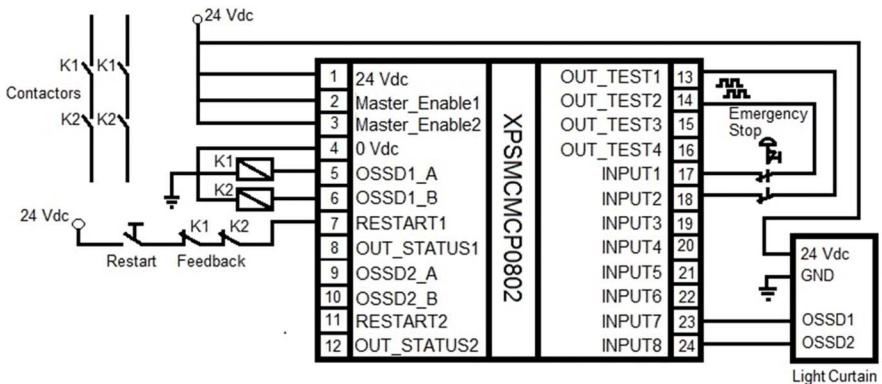 24 Vdc
K1 K1
Contactors
K2 K2
24 Vdc
Restart
K1 K2
Feedback
K1
K2
1 24 Vdc
2 Master_Enable1
3 Master_Enable2
4 0 Vdc
5 OSSD1_A
6 OSSD1_B
7 RESTART1
8 OUT_STATUS1
9 OSSD2_A
10 OSSD2_B
11 RESTART2
12 OUT_STATUS2
XPSMCMCP0802
OUT_TEST1 13
OUT_TEST2 14
OUT_TEST3 15
OUT_TEST4 16
INPUT1 17
INPUT2 18
INPUT3 19
INPUT4 20
INPUT5 21
INPUT6 22
INPUT7 23
INPUT8 24
Emergency
Stop
24 Vdc
GND
OSSD1
OSSD2
Light Curtain